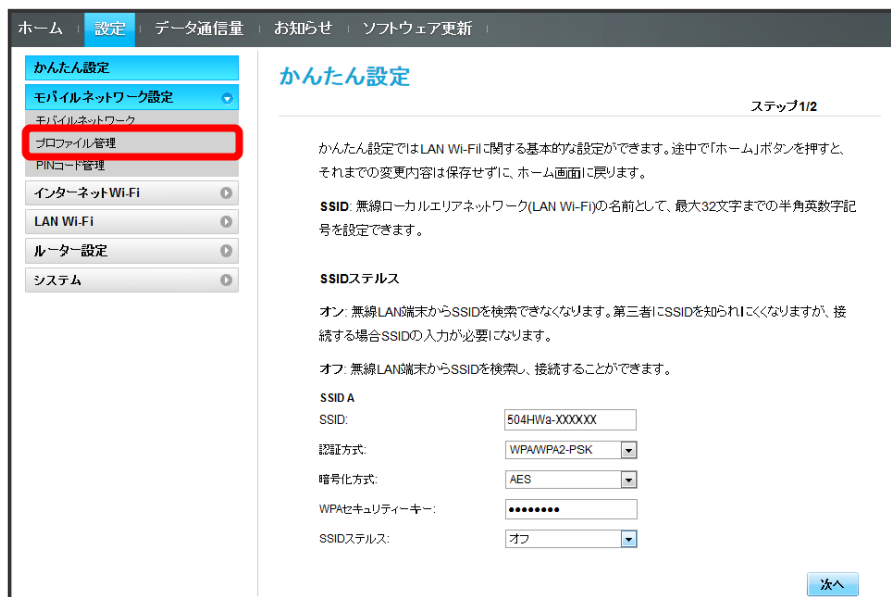 ホーム 設定 データ通信量 お知らせ ソフトウェア更新
かんたん設定
モバイルネットワーク設定
モバイルネットワーク
プロファイル管理
PINコード管理
インターネットWi-Fi
LAN Wi-Fi
ルーター設定
システム
かんたん設定
ステップ1/2
かんたん設定ではLAN Wi-Fiに関する基本的な設定ができます。途中で「ホーム」ボタンを押すと、
それまでの変更内容は保存せずに、ホーム画面に戻ります。
SSID: 無線ローカルエリアネットワーク(LAN Wi-Fi)の名前として、最大32文字までの半角英数字記
号を設定できます。
SSIDステルス
オン: 無線LAN端末からSSIDを検索できなくなります。第三者にSSIDを知られにくくなりますが、接
続する場合SSIDの入力が必要になります。
オフ: 無線LAN端末からSSIDを検索し、接続することができます。
SSID A
SSID: 504HWa-XXXXXX
認証方式: WPA/WPA2-PSK
暗号化方式: AES
WPAセキュリティーキー: ●●●●●●●●
SSIDステルス: オフ
次へ